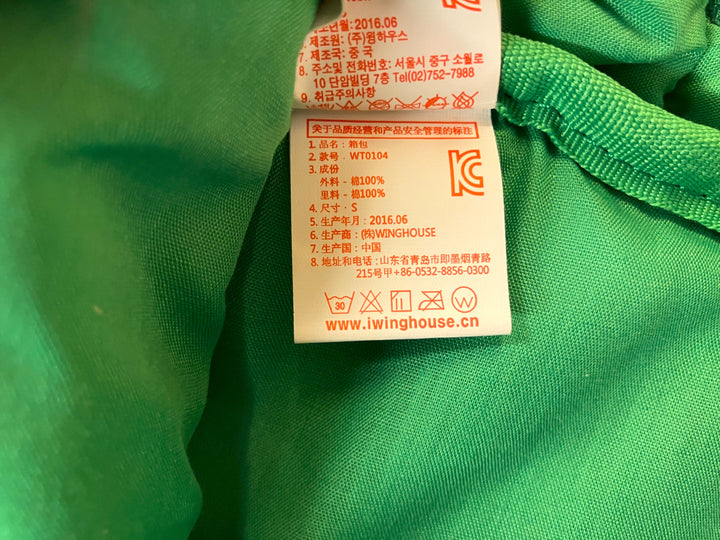 2016.06
6. 제조원: (주)윙하우스
7. 제조국: 중 국
8. 주소및 전화번호: 서울시 중구 소월로
10 단암빌딩 7층 Tel(02)752-7988
9. 취급주의사항
关于品质经营和产品安全管理的标注
1. 品名: 箱包
2. 款号. WT0104
3. 成份
外料 - 棉100%
里料 - 棉100%
4. 尺寸- S
5. 生产年月: 2016.06
6. 生产商: (株)WINGHOUSE
7. 生产国: 中国
8. 地址和电话: 山东省青岛市即墨烟青路
215号甲+86-0532-8856-0300
30 W
www.iwinghouse.cn